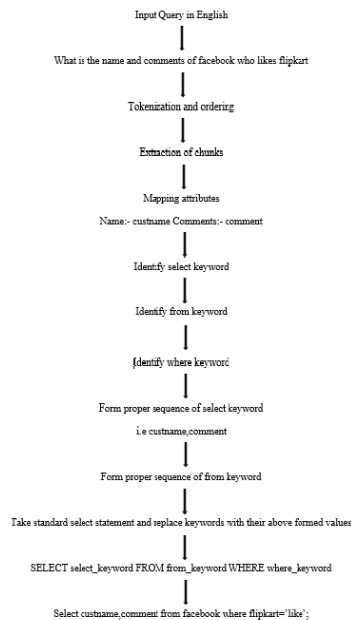 Input Query in English
What is the name and comments of facebook who likes flipkart
Tokenization and ordering
Extraction of chunks
Mapping attributes
Name:- custname Comments:- comment
Identify select keyword
Identify from keyword
Identify where keyword
Form proper sequence of select keyword
i.e custname,comment
Form proper sequence of from keyword
Take standard select statement and replace keywords with their above formed values
SELECT select_keyword FROM from_keyword WHERE where_keyword
Select custname,comment from facebook where flipkart='like';